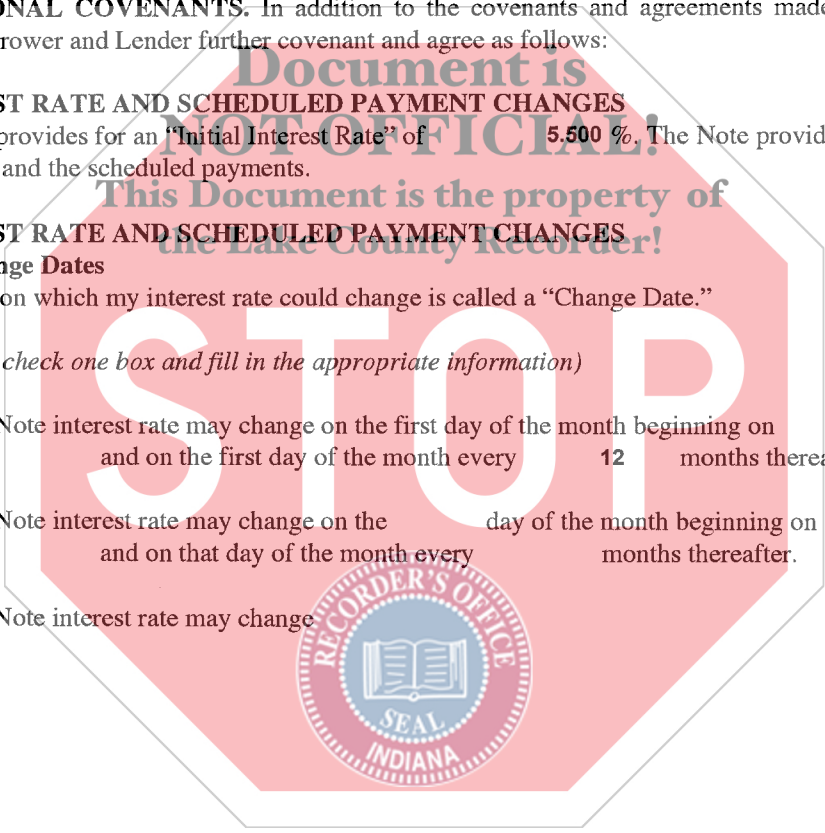 ONAL COVENANTS. In addition to the covenants and agreements made
rower and Lender further covenant and agree as follows:
Document is
ST RATE AND SCHEDULED PAYMENT CHANGES
provides for an “Initial Interest Rate” of 5.500 %. The Note provid
NOT OFFICIAL!
and the scheduled payments.
This Document is the property of
ST RATE AND SCHEDULED PAYMENT CHANGES
the Lake County Recorder!
nge Dates
on which my interest rate could change is called a “Change Date.”
STOP
check one box and fill in the appropriate information)
Note interest rate may change on the first day of the month beginning on
and on the first day of the month every 12 months therea
Note interest rate may change on the day of the month beginning on
and on that day of the month every months thereafter.
Note interest rate may change
RECORDER'S OFFICE
SEAL
INDIANA